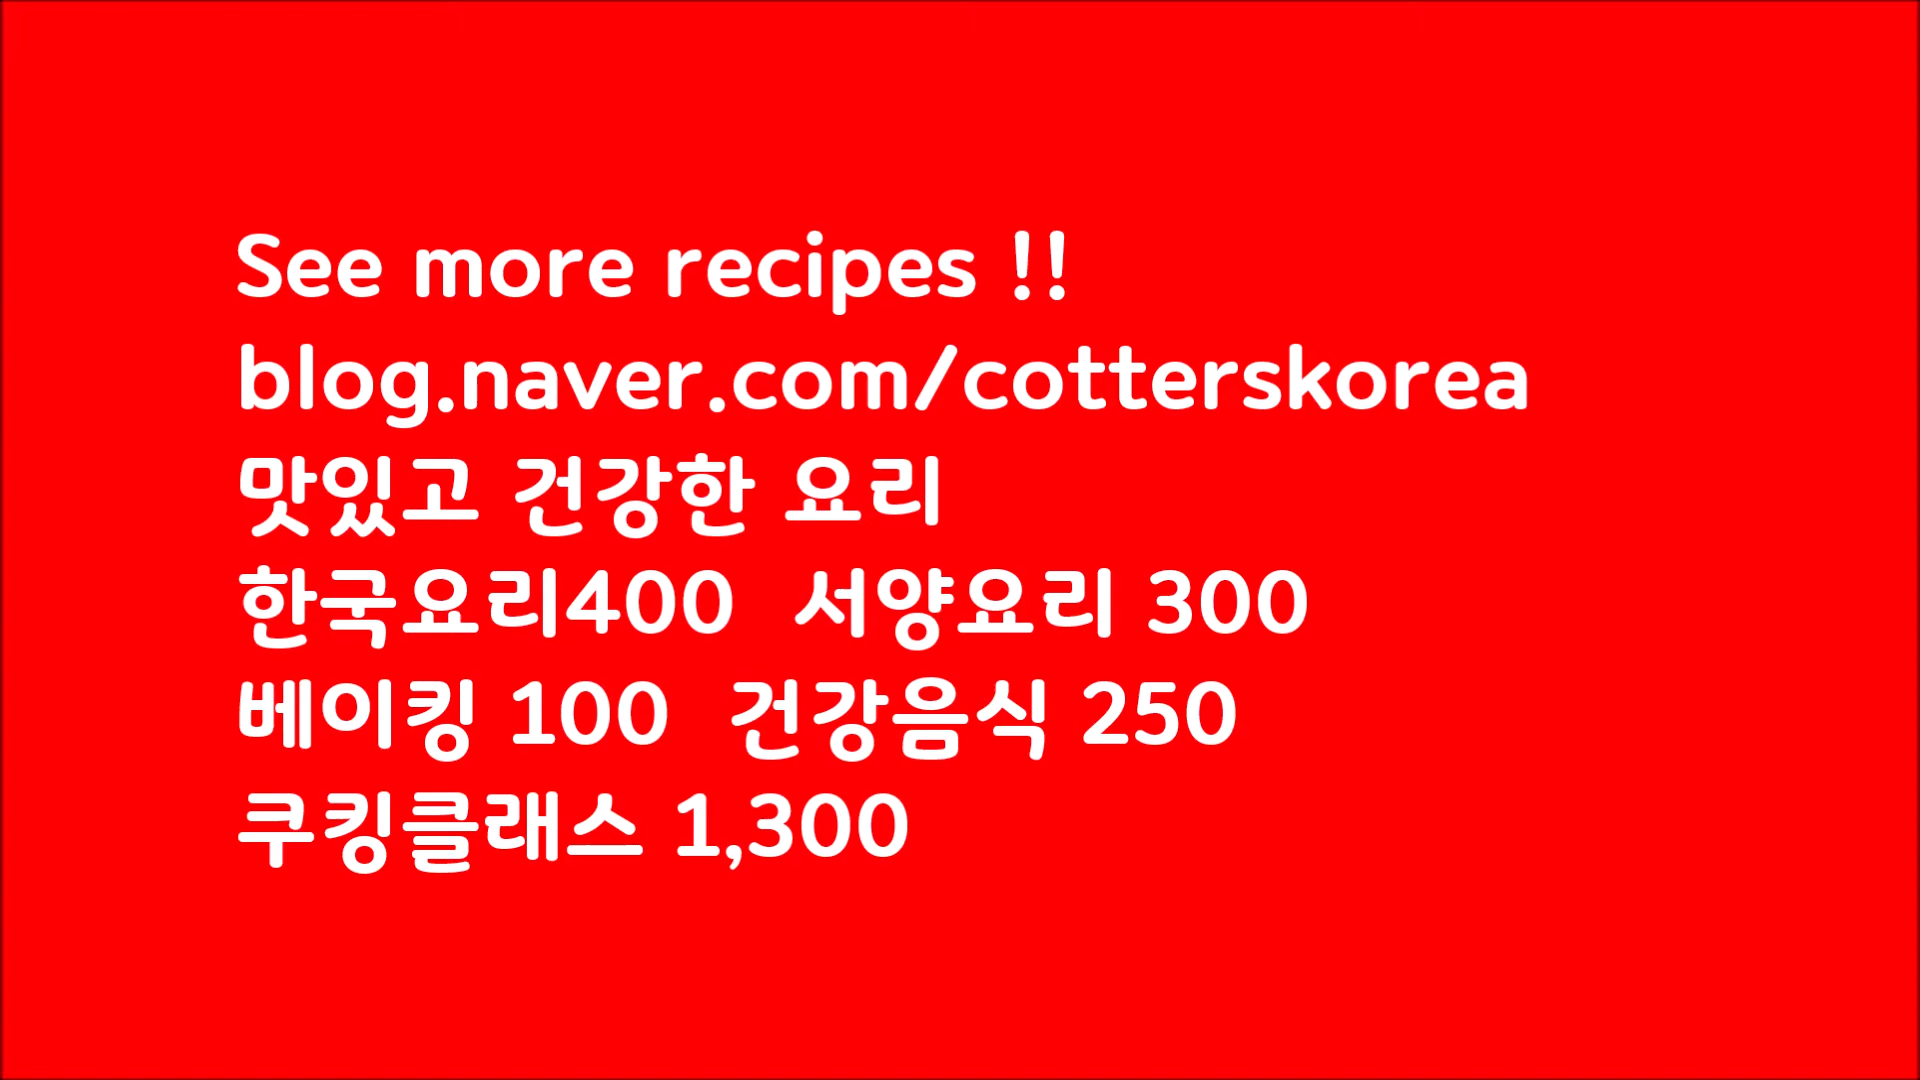 See more recipes !!
blog.naver.com/cotterskorea
맛있고 건강한 요리
한국요리400 서양요리 300
베이킹 100 건강음식 250
쿠킹클래스 1,300